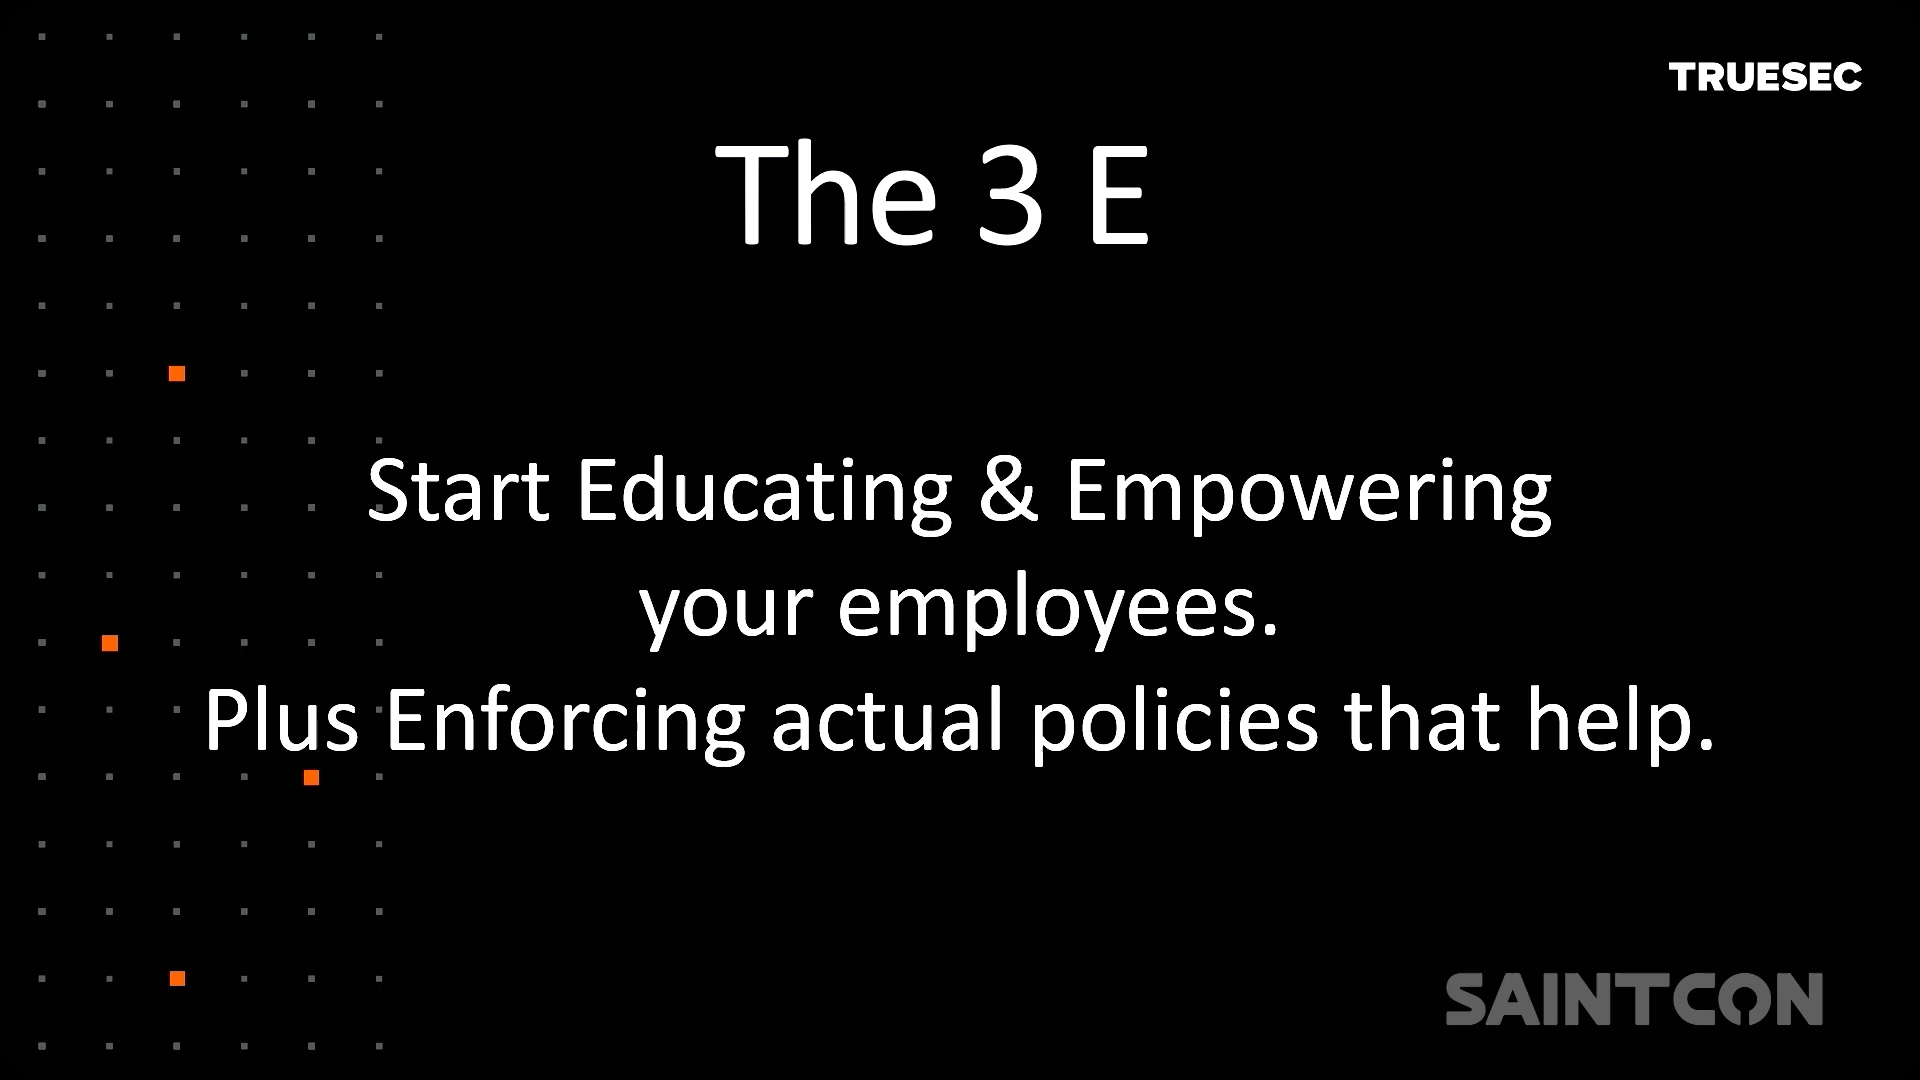 TRUESEC
The 3 E
Start Educating & Empowering
your employees.
Plus Enforcing actual policies that help.
SAINTCON